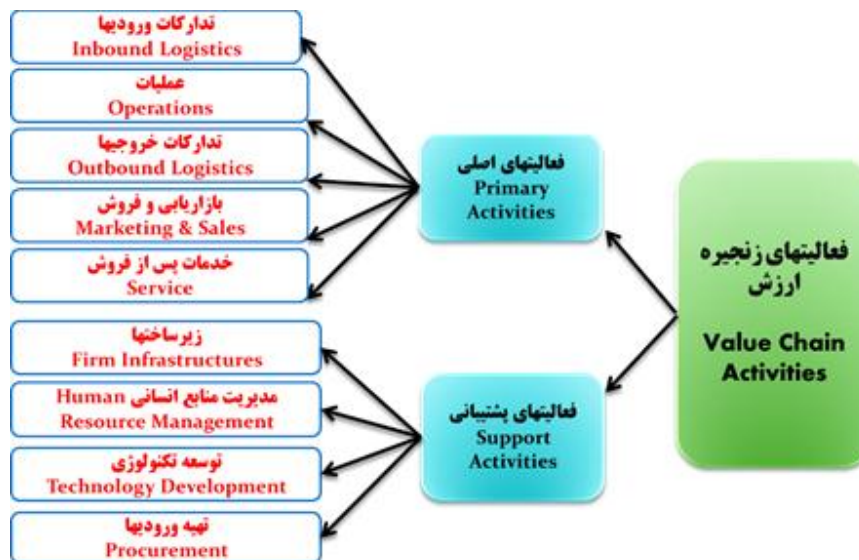 تدارکات ورودیها
Inbound Logistics
عملیات
Operations
تدارکات خروجیها
Outbound Logistics
بازاریابی و فروش
Marketing & Sales
خدمات پس از فروش
Service
زیرساختها
Firm Infrastructures
مدیریت منابع انسانی Human
Resource Management
توسعه تکنولوژی
Technology Development
تهیه ورودیها
Procurement
فعالیتهای اصلی
Primary
Activities
فعالیتهای پشتیبانی
Support
Activities
فعالیتهای زنجیره
ارزش
Value Chain
Activities